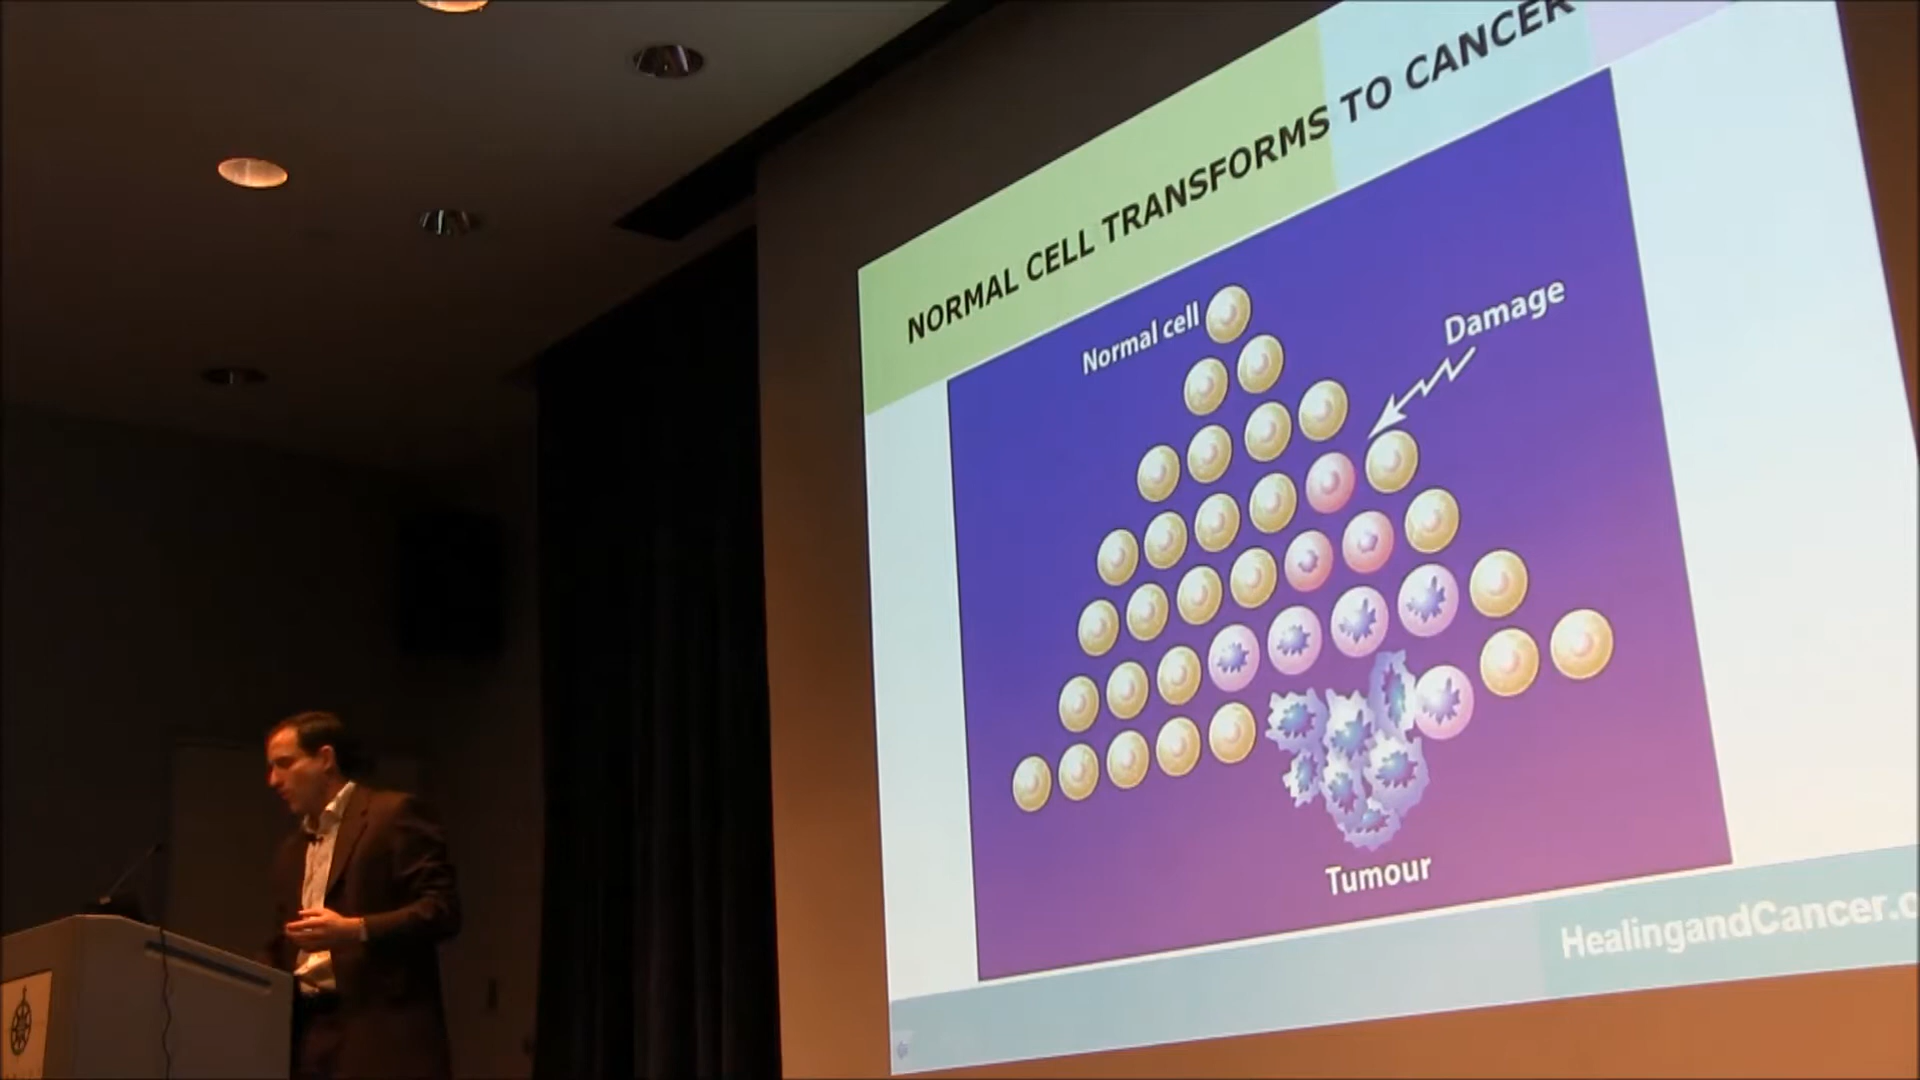 NORMAL CELL TRANSFORMS TO CANCER
Normal cell
Damage
Tumour
HealingandCancer.o